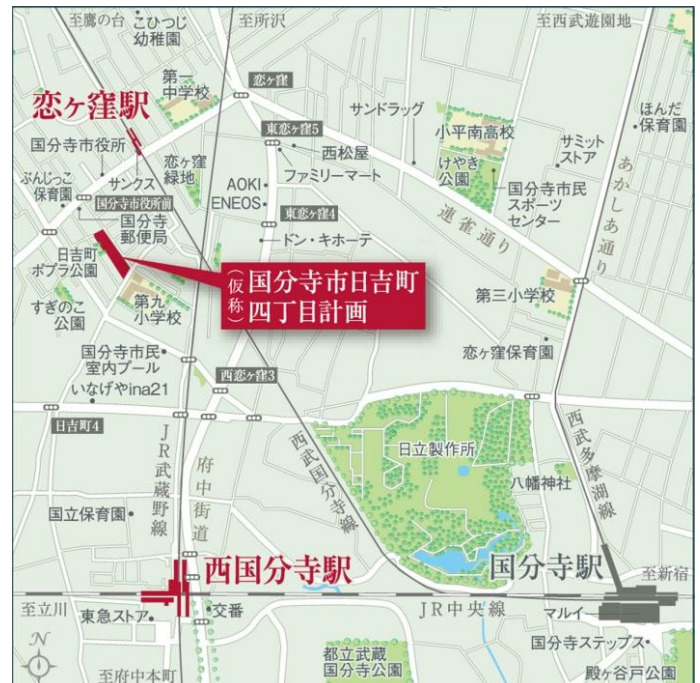 至鷹の台
こひつじ
幼稚園
至所沢
至西武遊園地
第一
中学校
恋ヶ窪
恋ヶ窪駅
サンドラッグ
ほんだ
保育園
国分寺市役所
東恋ヶ窪5
西松屋
小平南高校
サミット
ストア
ぶんじっこ
保育園
サンクス
恋ヶ窪
緑地
AOKI
ファミリーマート
けやき
公園
国分寺市民
スポーツ
センター
あかしあ通り
国分寺市役所前
国分寺
郵便局
ENEOS
東恋ヶ窪4
連雀通り
ドン・キホーテ
日吉町
ポプラ公園
(仮称)
国分寺市日吉町
四丁目計画
すぎのこ
公園
第九
小学校
第三小学校
国分寺市民
室内プール
恋ヶ窪保育園
西恋ヶ窪3
いなげやina21
日吉町4
JR武蔵野線
府中街道
西武国分寺線
日立製作所
西武多摩湖線
八幡神社
国立保育園
西国分寺駅
国分寺駅
至新宿
至立川
東急ストア
交番
JR中央線
マルイ
N
国分寺ステップス
都立武蔵
国分寺公園
至府中本町
殿ヶ谷戸公園